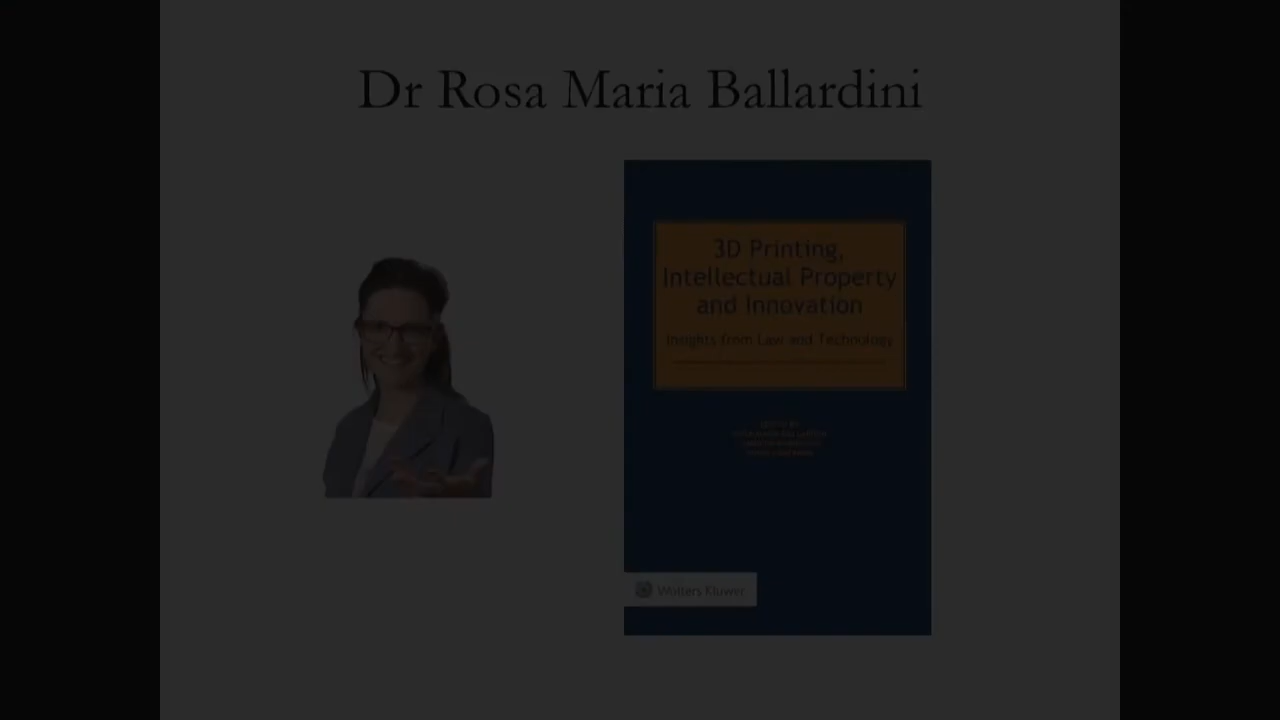 Dr Rosa Maria Ballardini
3D Printing,
Intellectual Property
and Innovation
Insights from Law and Technology
Wolters Kluwer